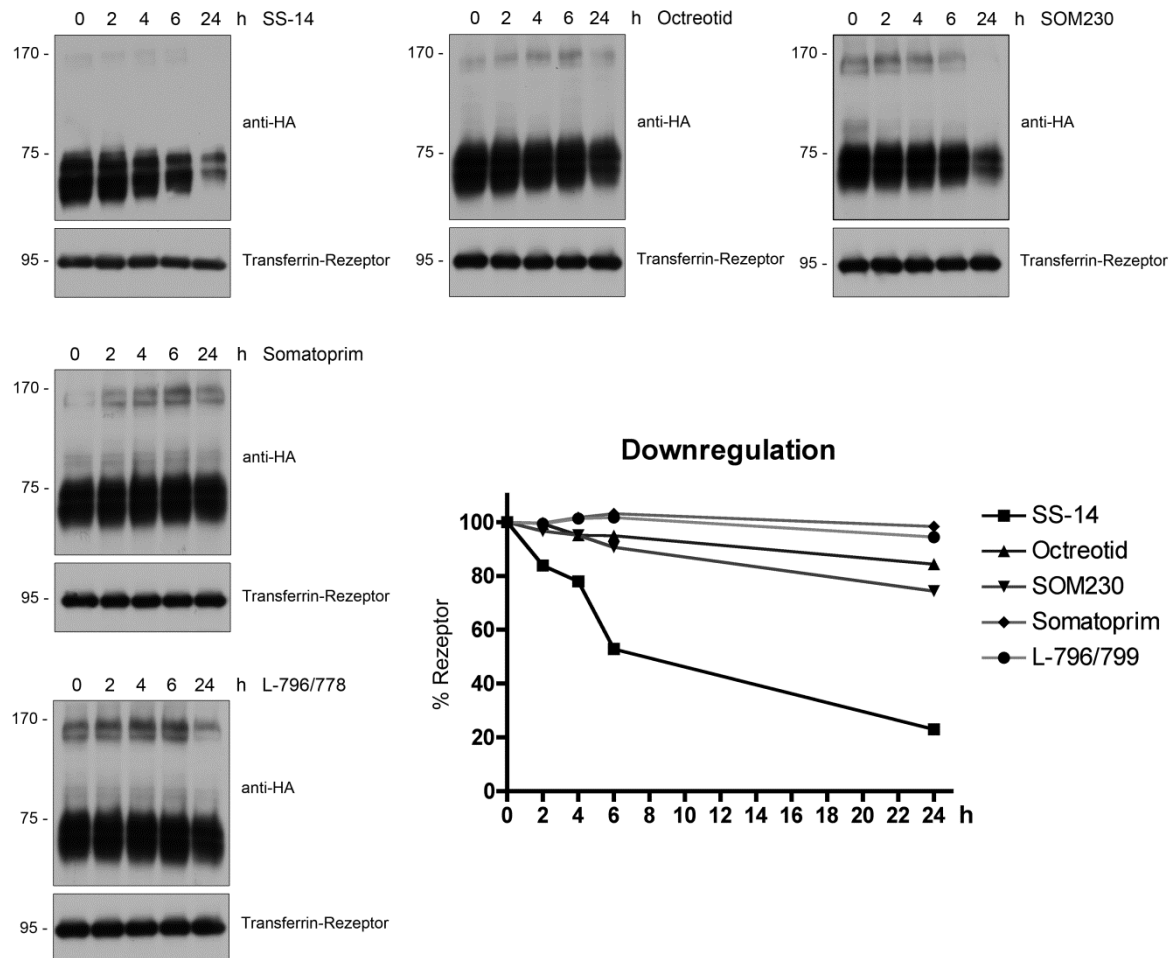 0 2 4 6 24 h SS-14
170 -
75 -
anti-HA
95 -
Transferrin-Rezeptor
0 2 4 6 24 h Octreotid
170 -
75 -
anti-HA
95 -
Transferrin-Rezeptor
0 2 4 6 24 h SOM230
170 -
75 -
anti-HA
95 -
Transferrin-Rezeptor
0 2 4 6 24 h Somatoprim
170 -
75 -
anti-HA
95 -
Transferrin-Rezeptor
0 2 4 6 24 h L-796/778
170 -
75 -
anti-HA
95 -
Transferrin-Rezeptor
Downregulation
% Rezeptor
100
80
60
40
20
0
0 2 4 6 8 10 12 14 16 18 20 22 24 h
SS-14
Octreotid
SOM230
Somatoprim
L-796/799